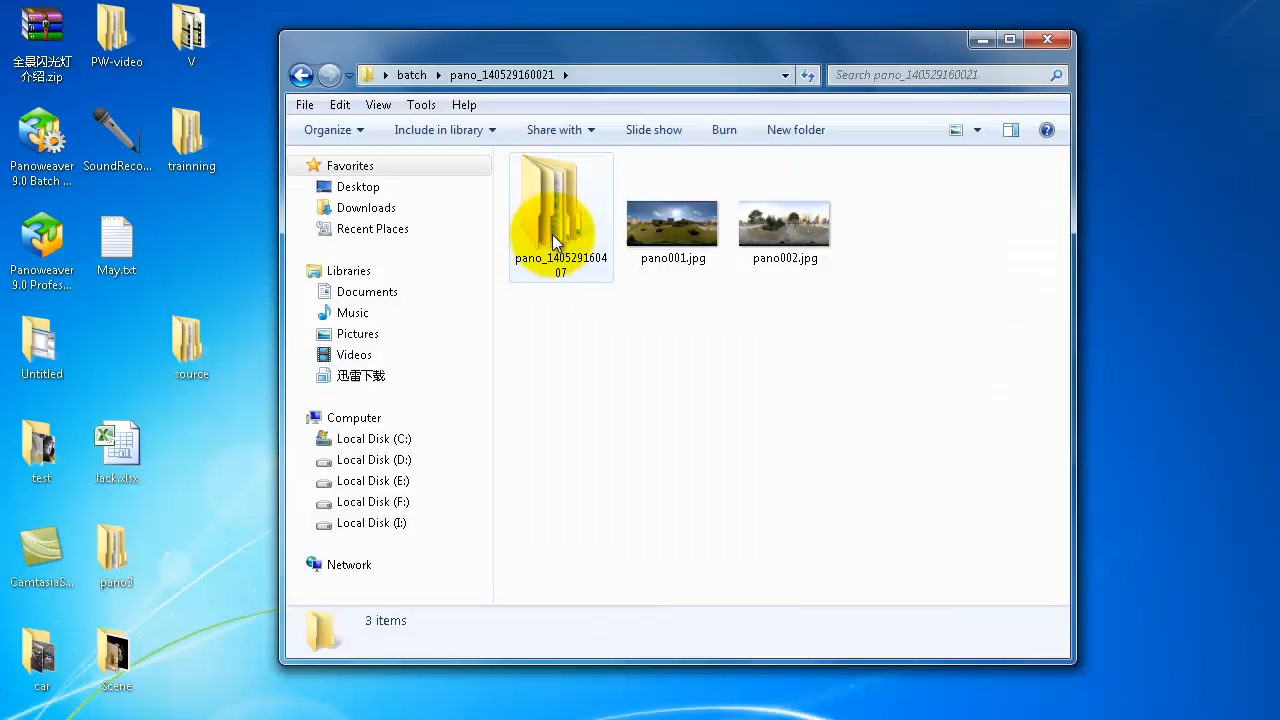 全景闪光灯
介绍.zip
PW-video
V
Panoweaver
9.0 Batch ...
SoundReco...
trainning
Panoweaver
9.0 Profes...
May.txt
Untitled
source
test
Jack.xlsx
CamtasiaS...
pano3
car
Scene
batch
pano_140529160021
Search pano_140529160021
File
Edit
View
Tools
Help
Organize
Include in library
Share with
Slide show
Burn
New folder
Favorites
Desktop
Downloads
Recent Places
Libraries
Documents
Music
Pictures
Videos
迅雷下载
Computer
Local Disk (C:)
Local Disk (D:)
Local Disk (E:)
Local Disk (F:)
Local Disk (I:)
Network
pano_1405291604
07
pano001.jpg
pano002.jpg
3 items